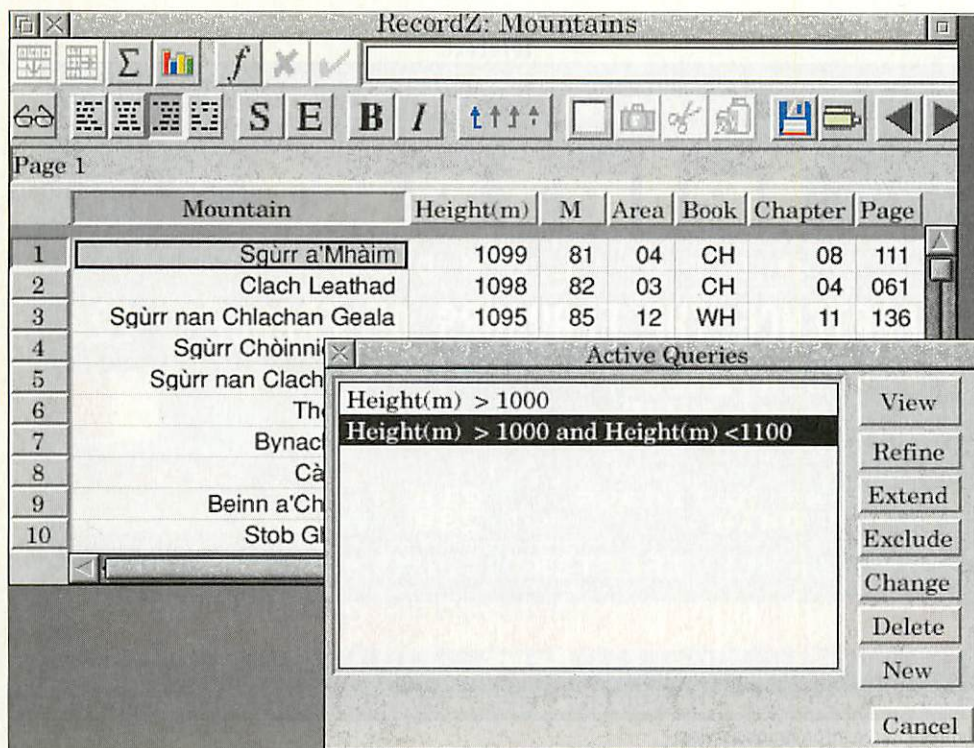 RecordZ: Mountains
Σ f
S E B I
Page 1
Mountain Height(m) M Area Book Chapter Page
1 Sgùrr a'Mhàim 1099 81 04 CH 08 111
2 Clach Leathad 1098 82 03 CH 04 061
3 Sgùrr nan Chlachan Geala 1095 85 12 WH 11 136
4 Sgùrr Chòinni
5 Sgùrr nan Clach
6 Th
7 Bynac
8 Cà
9 Beinn a'Ch
10 Stob Gl
Active Queries
Height(m) > 1000
Height(m) > 1000 and Height(m) <1100
View
Refine
Extend
Exclude
Change
Delete
New
Cancel